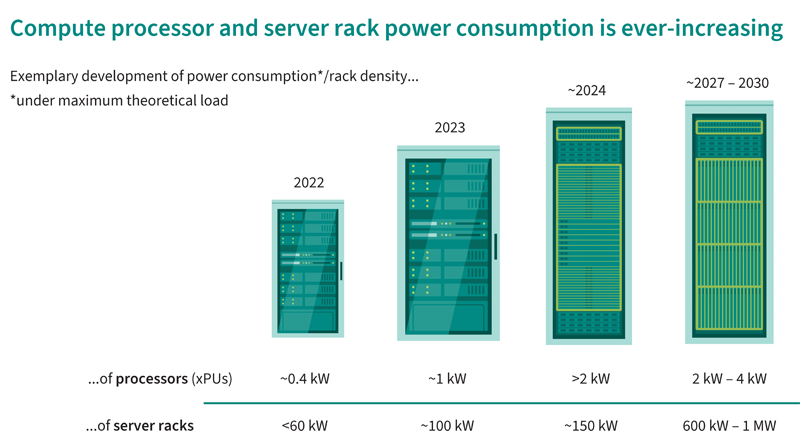 Compute processor and server rack power consumption is ever-increasing
Exemplary development of power consumption*/rack density...
*under maximum theoretical load
2022
2023
~2024
~2027 – 2030
...of processors (xPUs) ~0.4 kW ~1 kW >2 kW 2 kW – 4 kW
...of server racks <60 kW ~100 kW ~150 kW 600 kW – 1 MW